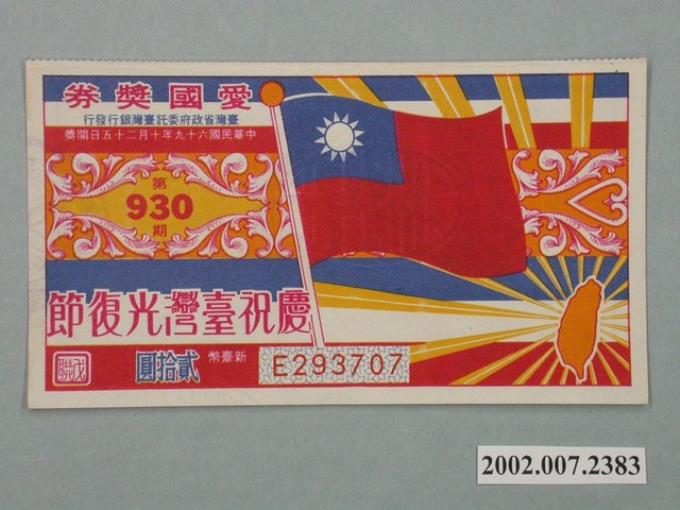 愛國獎券
臺灣省政府委託臺灣銀行發行
中華民國六十九年十月二十五日開獎
第
930
期
慶祝臺灣光復節
新臺幣 貳拾圓
E293707
2002.007.2383